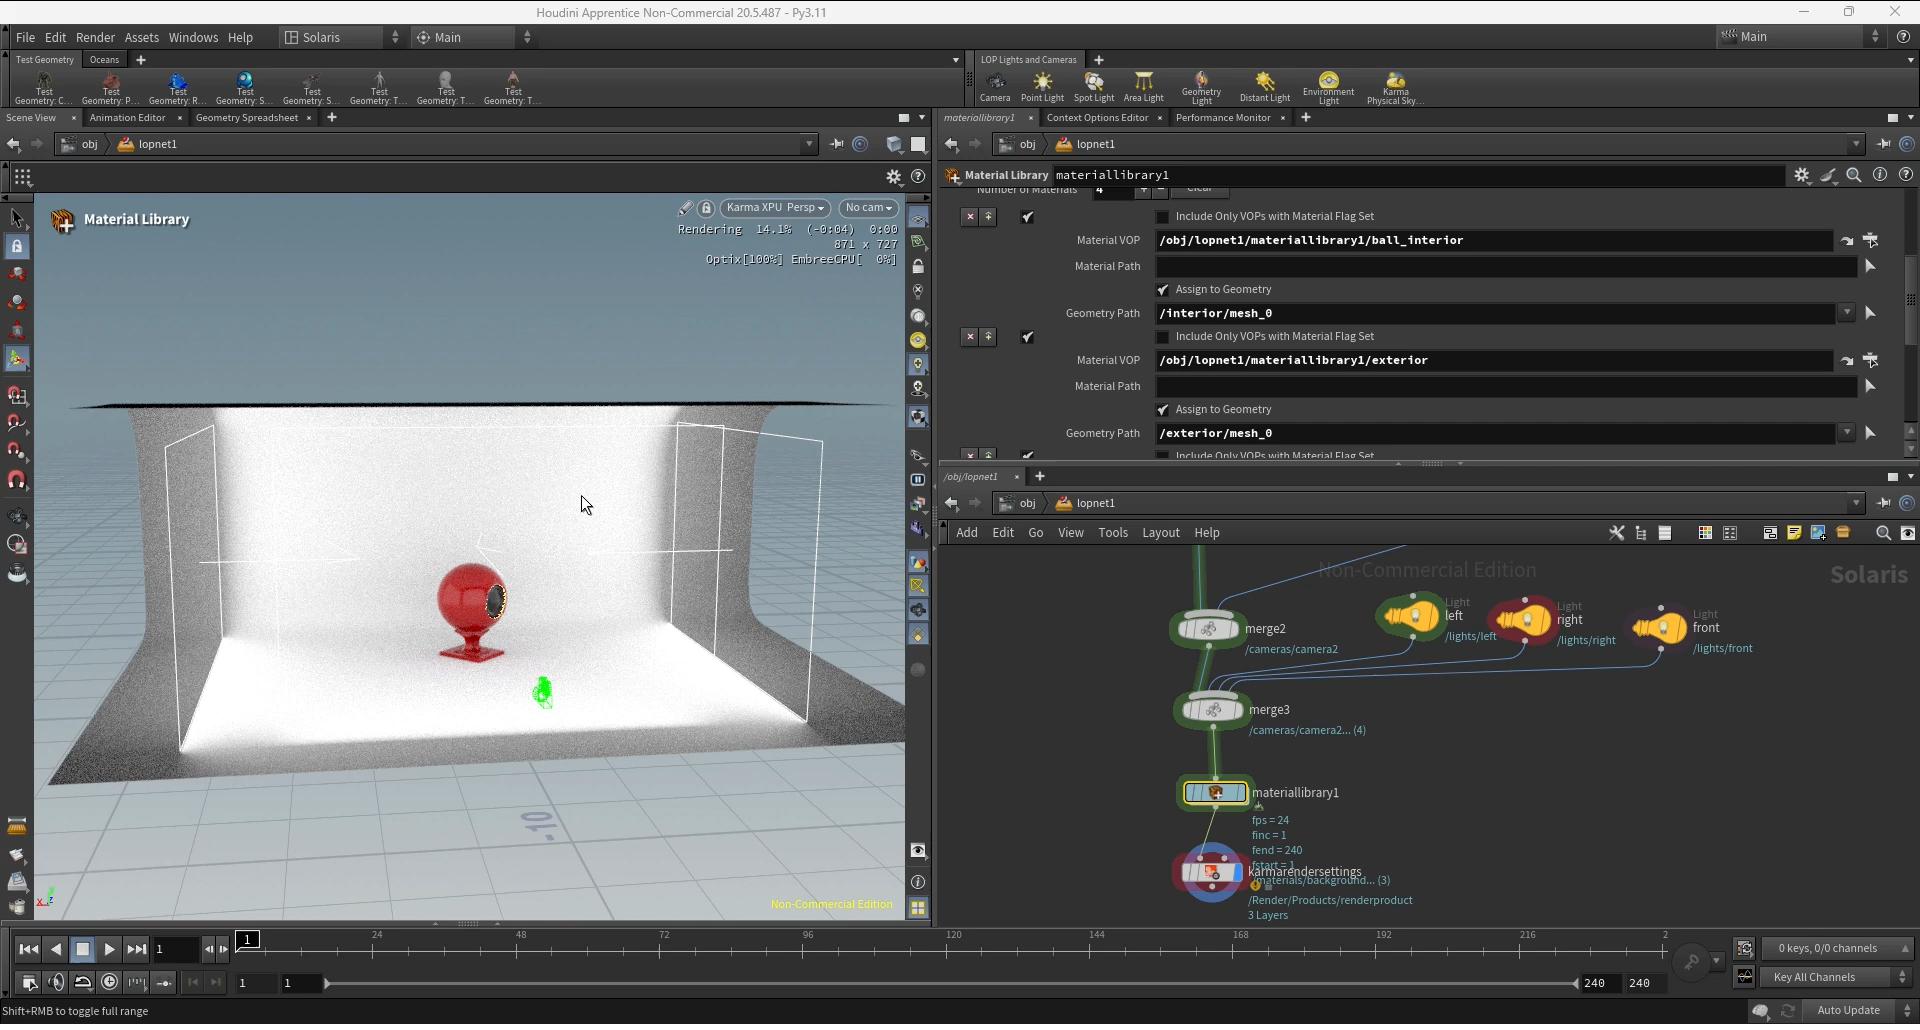 Houdini Apprentice Non-Commercial 20.5.487 - Py3.11
File Edit Render Assets Windows Help Solaris Main Main
Test Geometry Oceans
LOP Lights and Cameras
Test Geometry: C...
Test Geometry: P...
Test Geometry: R...
Test Geometry: S...
Test Geometry: S...
Test Geometry: T...
Test Geometry: T...
Test Geometry: T...
Camera
Point Light
Spot Light
Area Light
Geometry Light
Distant Light
Environment Light
Karma Physical Sky...
Scene View Animation Editor Geometry Spreadsheet
obj lopnet1
Material Library
Karma XPU Persp No cam
Rendering 14.1% (-0:04) 0:00
871 x 727
Optix[100%] EmbreeCPU[ 0%]
-10
Non-Commercial Edition
materiallibrary1 Context Options Editor Performance Monitor
obj lopnet1
Material Library materiallibrary1
Number of Materials 4 Clear
Include Only VOPs with Material Flag Set
Material VOP /obj/lopnet1/materiallibrary1/ball_interior
Material Path
Assign to Geometry
Geometry Path /interior/mesh_0
Include Only VOPs with Material Flag Set
Material VOP /obj/lopnet1/materiallibrary1/exterior
Material Path
Assign to Geometry
Geometry Path /exterior/mesh_0
Include Only VOPs with Material Flag Set
/obj/lopnet1
obj lopnet1
Add Edit Go View Tools Layout Help
Non-Commercial Edition
Solaris
Light
left
/lights/left
Light
right
/lights/right
Light
front
/lights/front
merge2
/cameras/camera2
merge3
/cameras/camera2... (4)
materiallibrary1
fps = 24
finc = 1
fend = 240
fstart = 1
karmarendersettings
/materials/background... (3)
/Render/Products/renderproduct
3 Layers
1
1 24 48 72 96 120 144 168 192 216 2
0 keys, 0/0 channels
1 1 240 240
Key All Channels
Shift+RMB to toggle full range
Auto Update